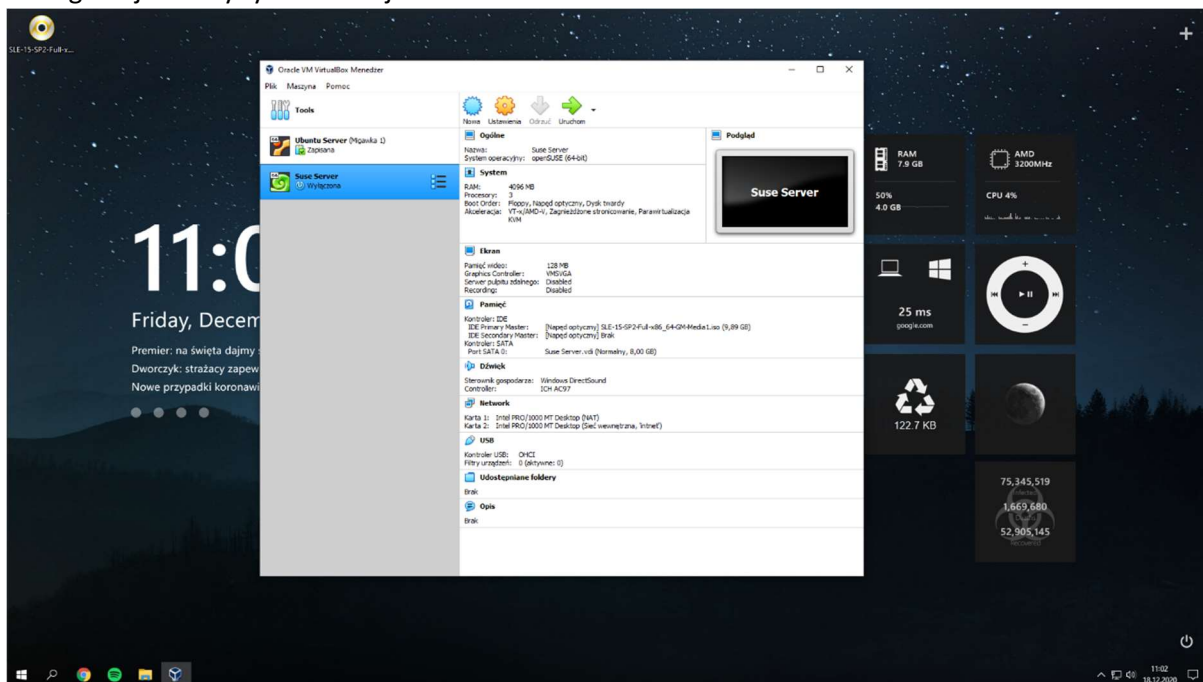 SLE-15-SP2-Full-x...
11:0
Friday, Decem
Premier: na święta dajmy
Dworczyk: strażacy zapew
Nowe przypadki koronawi
Oracle VM VirtualBox Menedżer
Plik Maszyna Pomoc
Tools
Ubuntu Server (Migawka 1)
Zapisana
Suse Server
Wyłączona
Nowa Ustawienia Odrzuć Uruchom
Ogólne
Nazwa: Suse Server
System operacyjny: openSUSE (64-bit)
System
RAM: 4096 MB
Procesory: 3
Boot Order: Floppy, Napęd optyczny, Dysk twardy
Akceleracja: VT-x/AMD-V, Zagnieżdżone stronicowanie, Parawirtualizacja
KVM
Podgląd
Suse Server
Ekran
Pamięć wideo: 128 MB
Graphics Controller: VMSVGA
Serwer pulpitu zdalnego: Disabled
Recording: Disabled
Pamięć
Kontroler: IDE
IDE Primary Master: [Napęd optyczny] SLE-15-SP2-Full-x86_64-GM-Media1.iso (9,89 GB)
IDE Secondary Master: [Napęd optyczny] Brak
Kontroler: SATA
Port SATA 0: Suse Server.vdi (Normalny, 8,00 GB)
Dźwięk
Sterownik gospodarza: Windows DirectSound
Controller: ICH AC97
Network
Karta 1: Intel PRO/1000 MT Desktop (NAT)
Karta 2: Intel PRO/1000 MT Desktop (Sieć wewnętrzna, 'intnet')
USB
Kontroler USB: OHCI
Filtry urządzeń: 0 (aktywne: 0)
Udostępniane foldery
Brak
Opis
Brak
RAM
7.9 GB
50%
4.0 GB
AMD
3200MHz
CPU 4%
25 ms
google.com
122.7 KB
75,345,519
1,669,680
52,905,145
11:02
18.12.2020